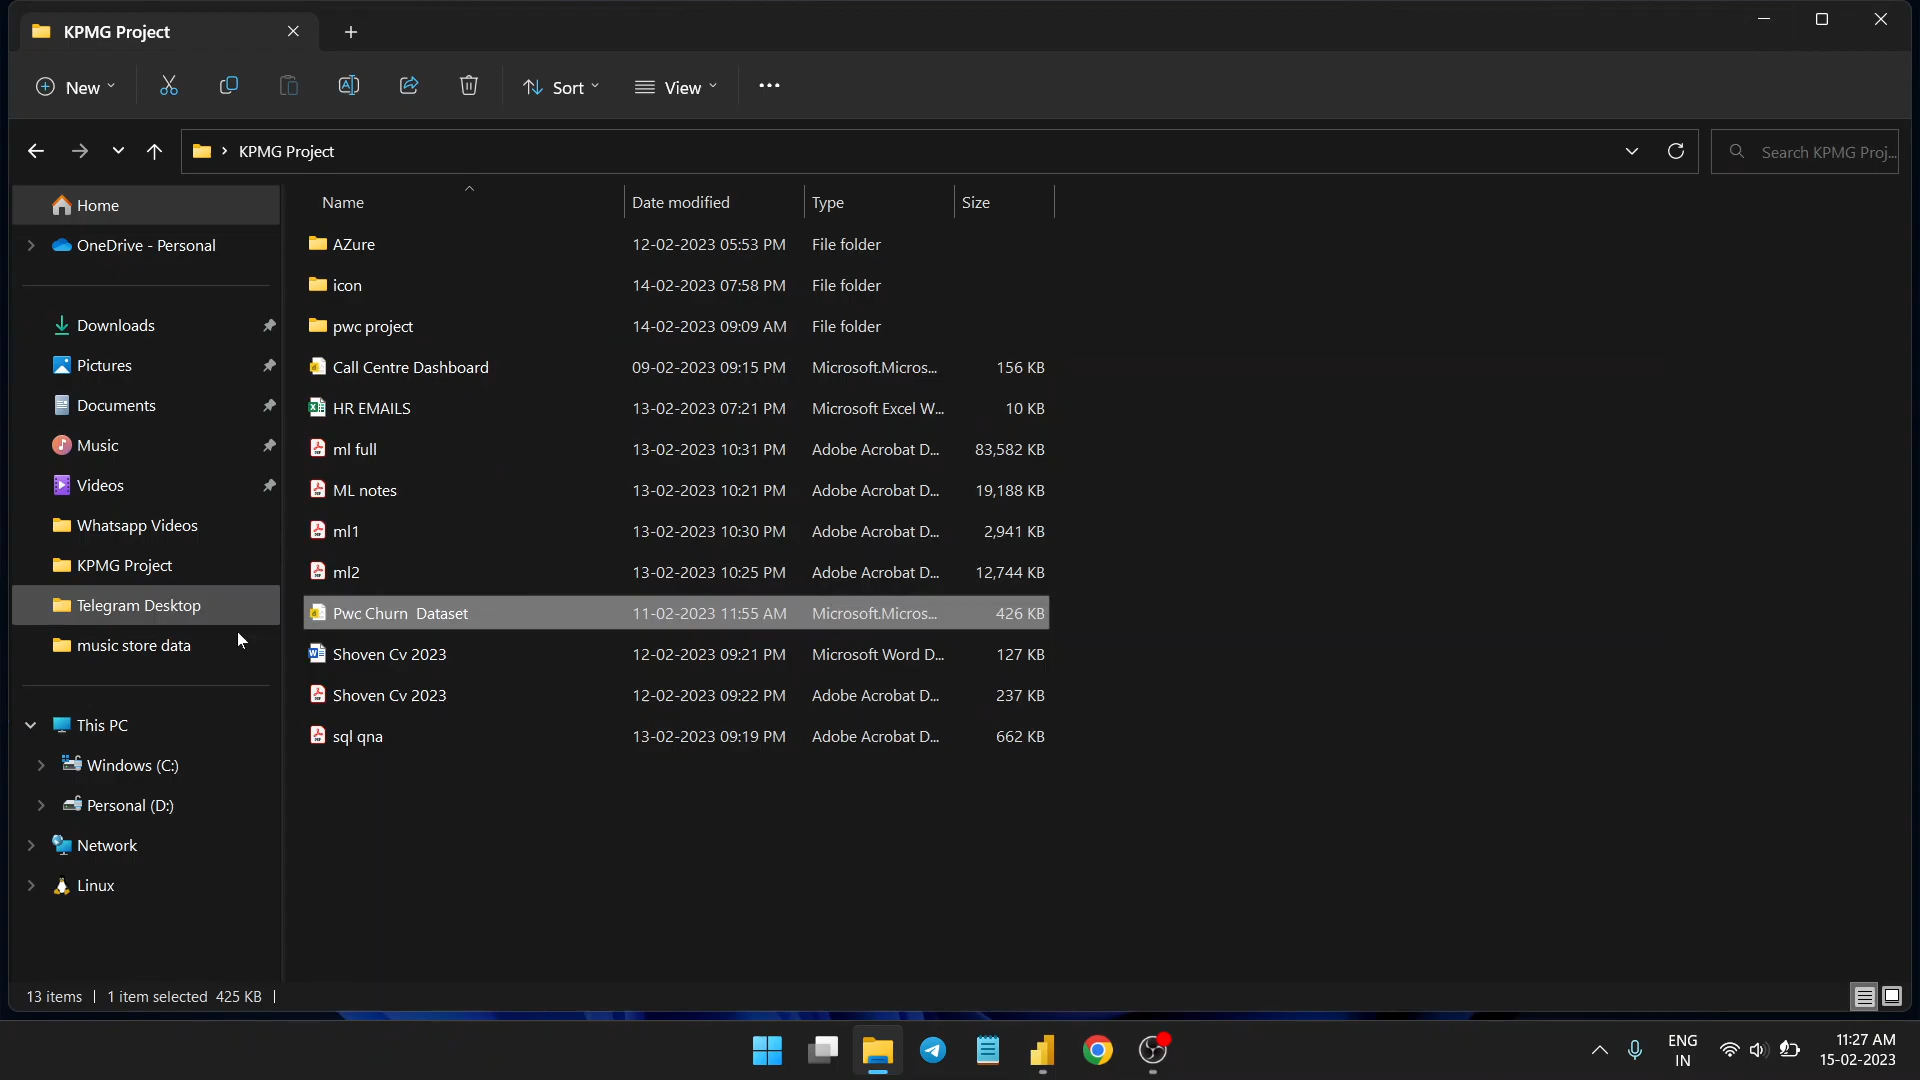 KPMG Project
New
Sort
View
KPMG Project
Search KPMG Proj...
Home
OneDrive - Personal
Downloads
Pictures
Documents
Music
Videos
Whatsapp Videos
KPMG Project
Telegram Desktop
music store data
This PC
Windows (C:)
Personal (D:)
Network
Linux
Name Date modified Type Size
AZure 12-02-2023 05:53 PM File folder
icon 14-02-2023 07:58 PM File folder
pwc project 14-02-2023 09:09 AM File folder
Call Centre Dashboard 09-02-2023 09:15 PM Microsoft.Micros... 156 KB
HR EMAILS 13-02-2023 07:21 PM Microsoft Excel W... 10 KB
ml full 13-02-2023 10:31 PM Adobe Acrobat D... 83,582 KB
ML notes 13-02-2023 10:21 PM Adobe Acrobat D... 19,188 KB
ml1 13-02-2023 10:30 PM Adobe Acrobat D... 2,941 KB
ml2 13-02-2023 10:25 PM Adobe Acrobat D... 12,744 KB
Pwc Churn Dataset 11-02-2023 11:55 AM Microsoft.Micros... 426 KB
Shoven Cv 2023 12-02-2023 09:21 PM Microsoft Word D... 127 KB
Shoven Cv 2023 12-02-2023 09:22 PM Adobe Acrobat D... 237 KB
sql qna 13-02-2023 09:19 PM Adobe Acrobat D... 662 KB
13 items 1 item selected 425 KB
ENG
IN
11:27 AM
15-02-2023